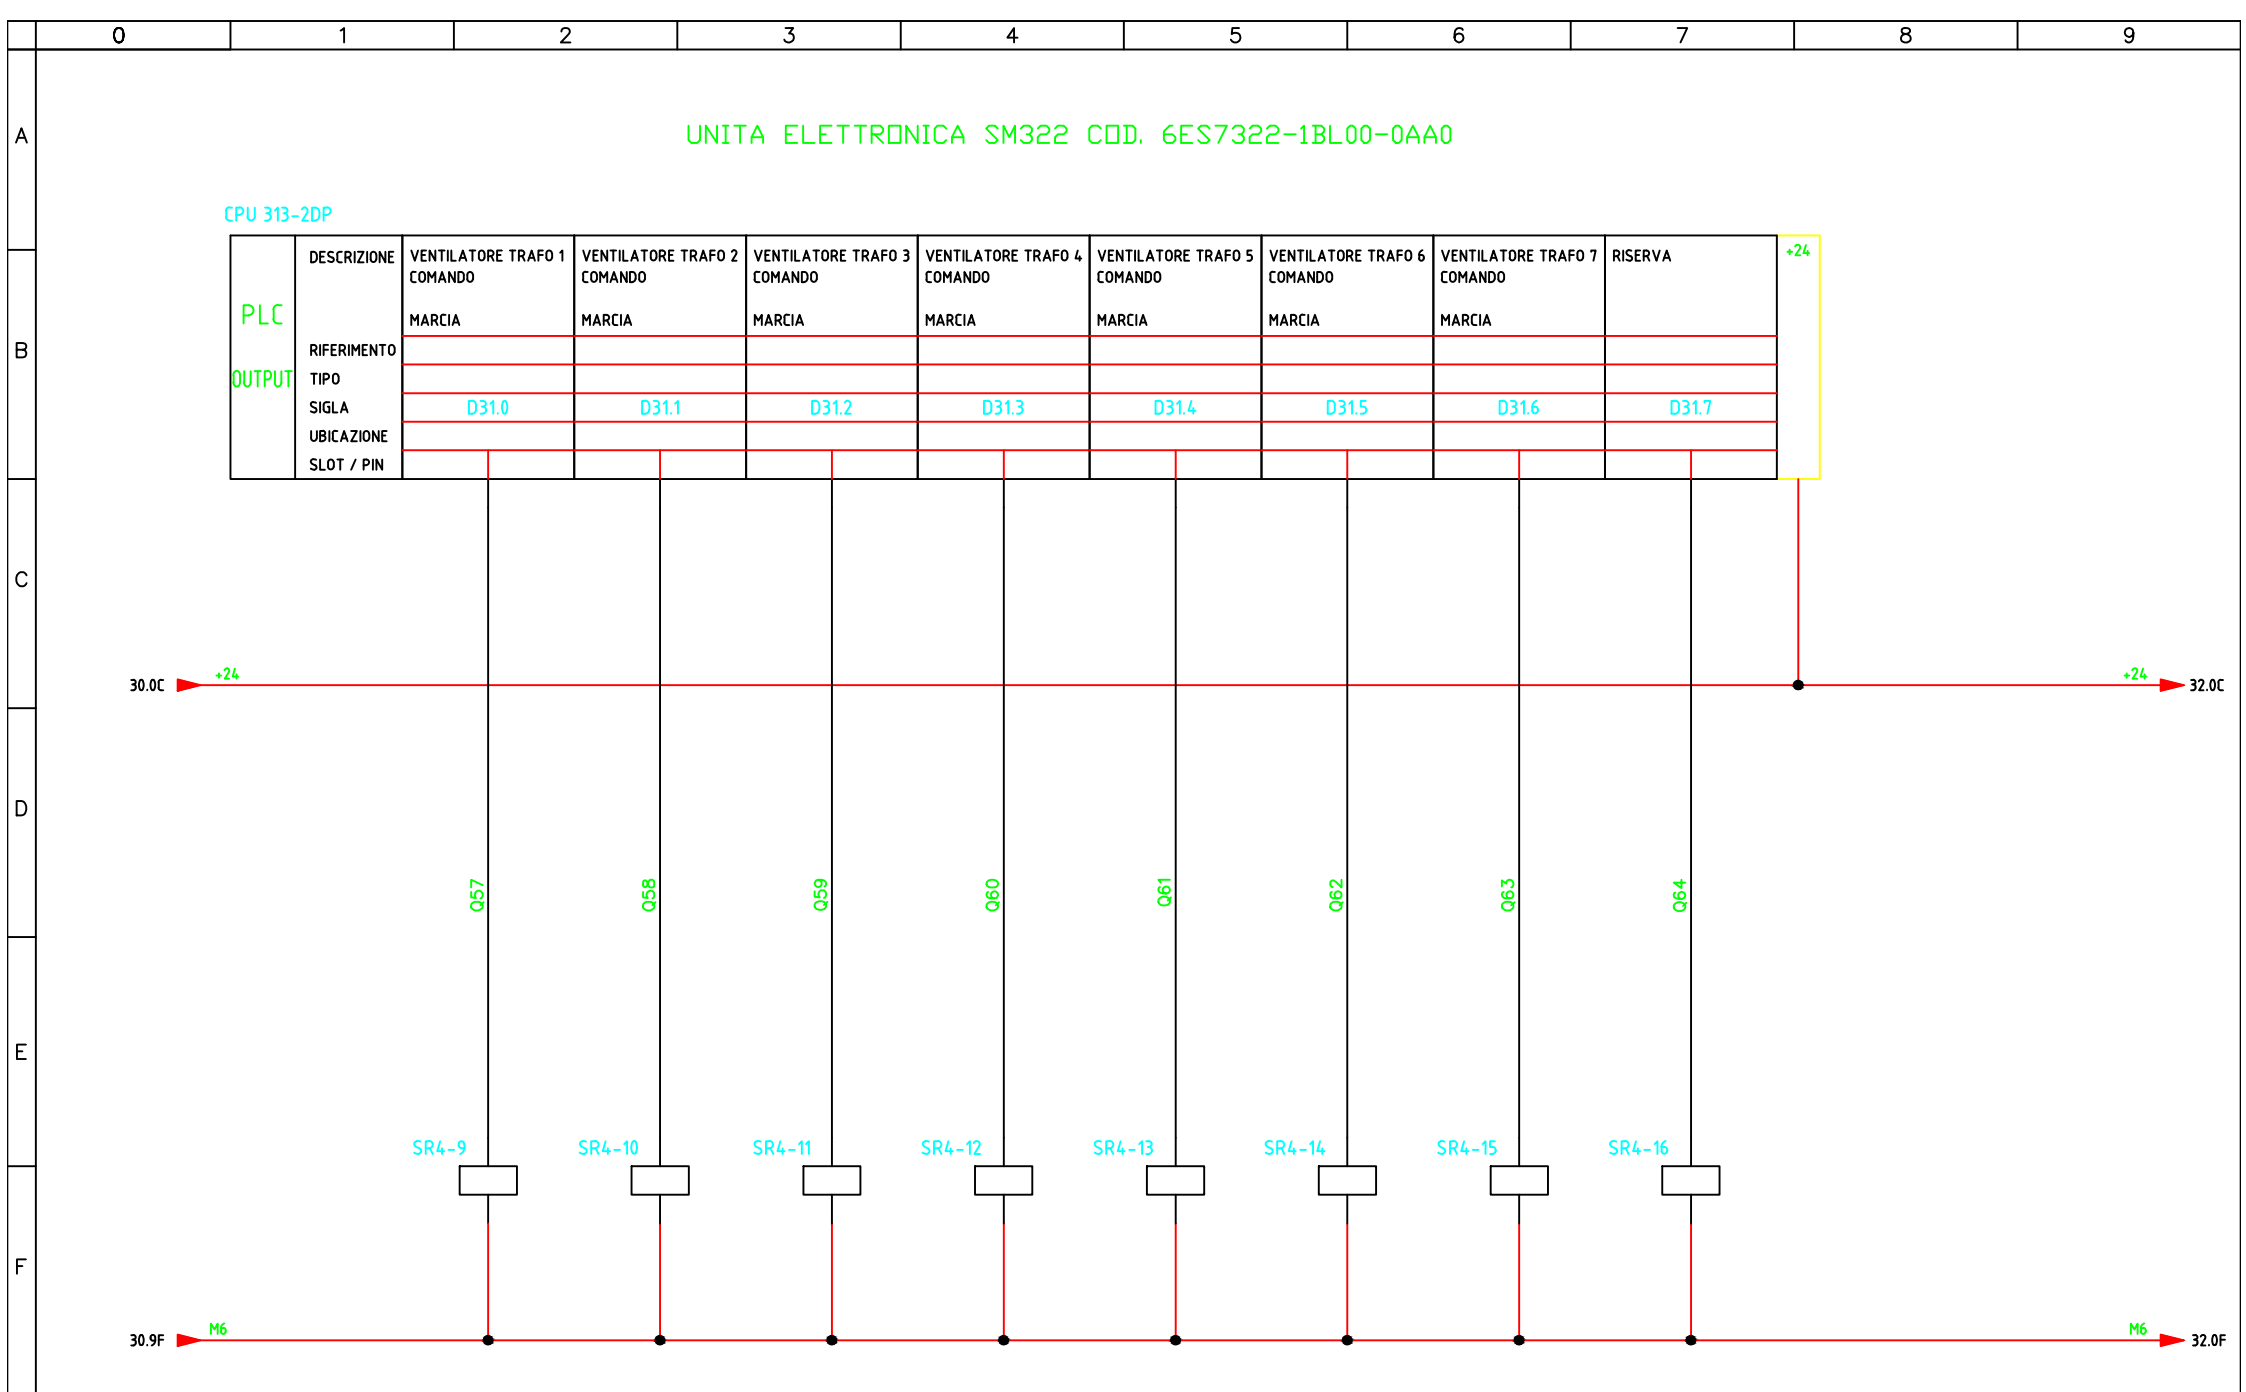 0 1 2 3 4 5 6 7 8 9
A
UNITA ELETTRONICA SM322 COD. 6ES7322-1BL00-0AA0
CPU 313-2DP
DESCRIZIONE VENTILATORE TRAFO 1 VENTILATORE TRAFO 2 VENTILATORE TRAFO 3 VENTILATORE TRAFO 4 VENTILATORE TRAFO 5 VENTILATORE TRAFO 6 VENTILATORE TRAFO 7 RISERVA +24
COMANDO COMANDO COMANDO COMANDO COMANDO COMANDO COMANDO
PLC MARCIA MARCIA MARCIA MARCIA MARCIA MARCIA MARCIA
B RIFERIMENTO
OUTPUT TIPO
SIGLA D31.0 D31.1 D31.2 D31.3 D31.4 D31.5 D31.6 D31.7
UBICAZIONE
SLOT / PIN
C
30.0C +24 +24 32.0C
D
Q57 Q58 Q59 Q60 Q61 Q62 Q63 Q64
E
SR4-9 SR4-10 SR4-11 SR4-12 SR4-13 SR4-14 SR4-15 SR4-16
F
30.9F M6 M6 32.0F